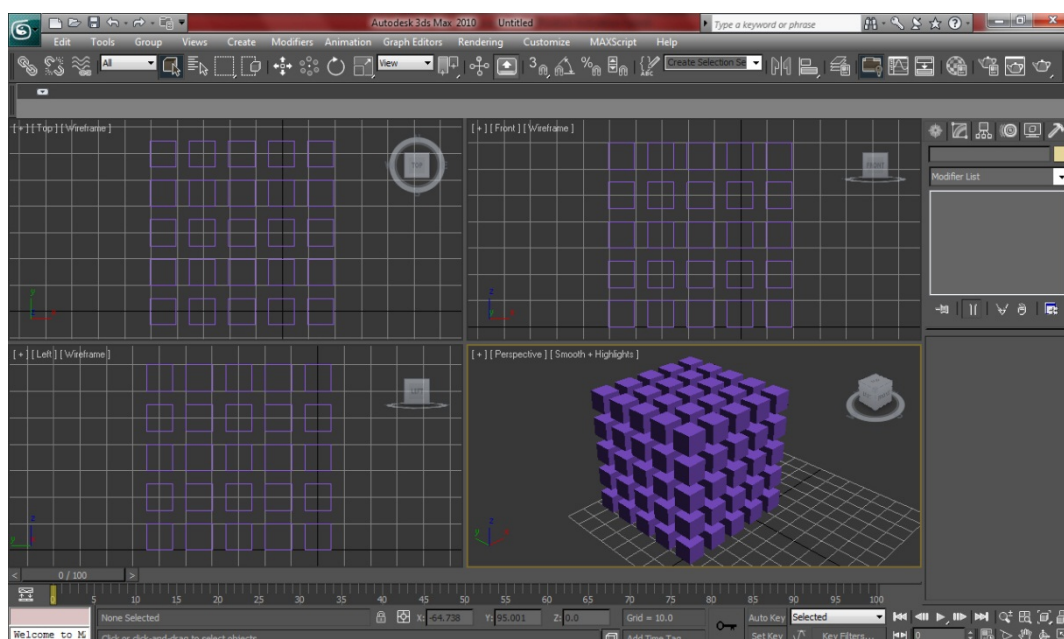 Autodesk 3ds Max 2010 Untitled
Type a keyword or phrase
Edit Tools Group Views Create Modifiers Animation Graph Editors Rendering Customize MAXScript Help
All
View
3
Create Selection Se
[ + ] [ Top ] [ Wireframe ]
TOP
[ + ] [ Front ] [ Wireframe ]
FRONT
Modifier List
[ + ] [ Left ] [ Wireframe ]
LEFT
[ + ] [ Perspective ] [ Smooth + Highlights ]
< 0 / 100 >
0 5 10 15 20 25 30 35 40 45 50 55 60 65 70 75 80 85 90 95 100
None Selected
X: -64.738 Y: 95.001 Z: 0.0
Grid = 10.0
Auto Key
Selected
Welcome to M
Click or click-and-drag to select objects
Add Time Tag
Set Key
Key Filters...
0